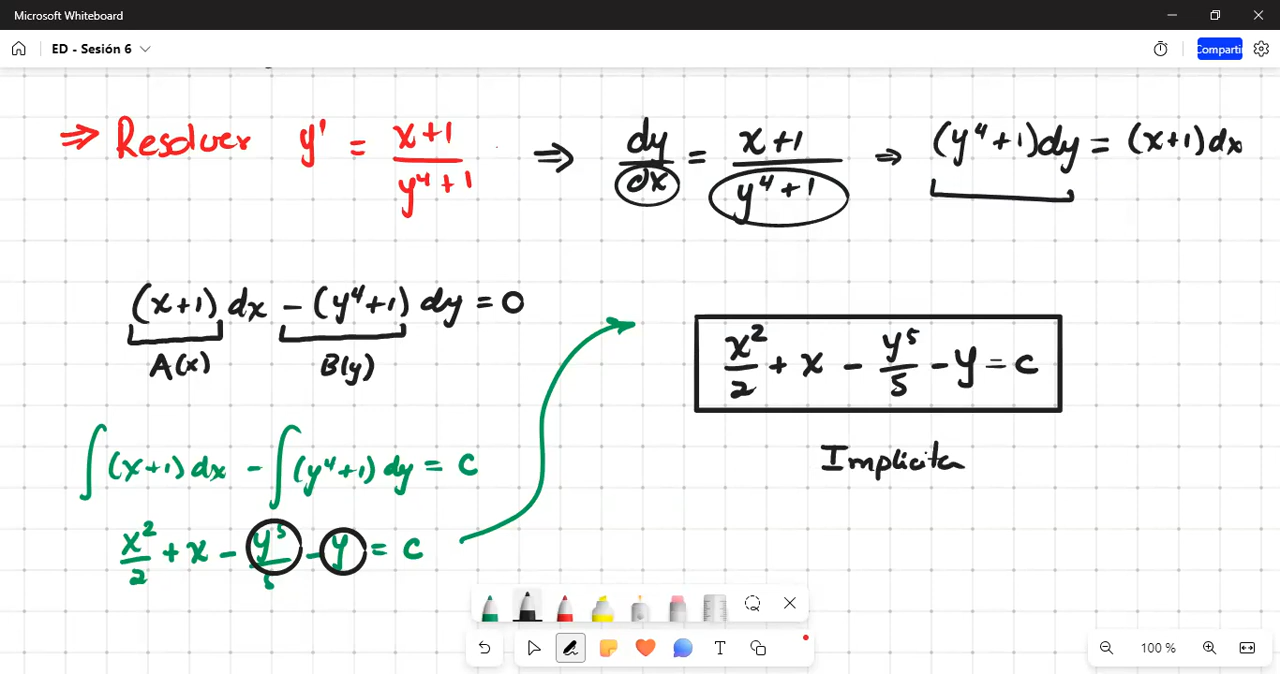 Microsoft Whiteboard
ED - Sesión 6
Compartir
⇒ Resolver y' = (x+1)/(y⁴+1) ⇒ dy/dx = (x+1)/(y⁴+1) ⇒ (y⁴+1)dy = (x+1)dx
(x+1)dx - (y⁴+1)dy = 0
A(x) B(y)
x²/2 + x - y⁵/5 - y = c
Implicita
∫(x+1)dx - ∫(y⁴+1)dy = c
x²/2 + x - y⁵/5 - y = c
100 %